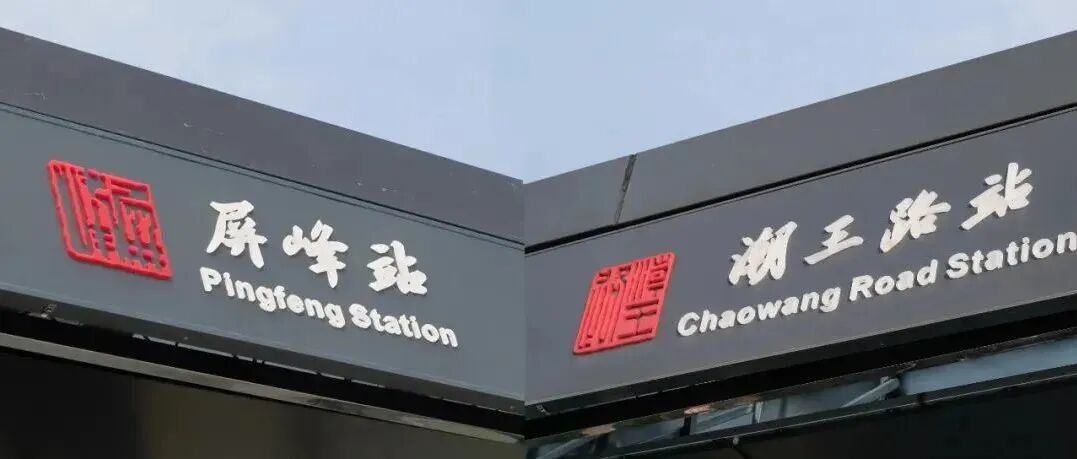 屏峰站
Pingfeng Station
潮王路站
Chaowang Road Station